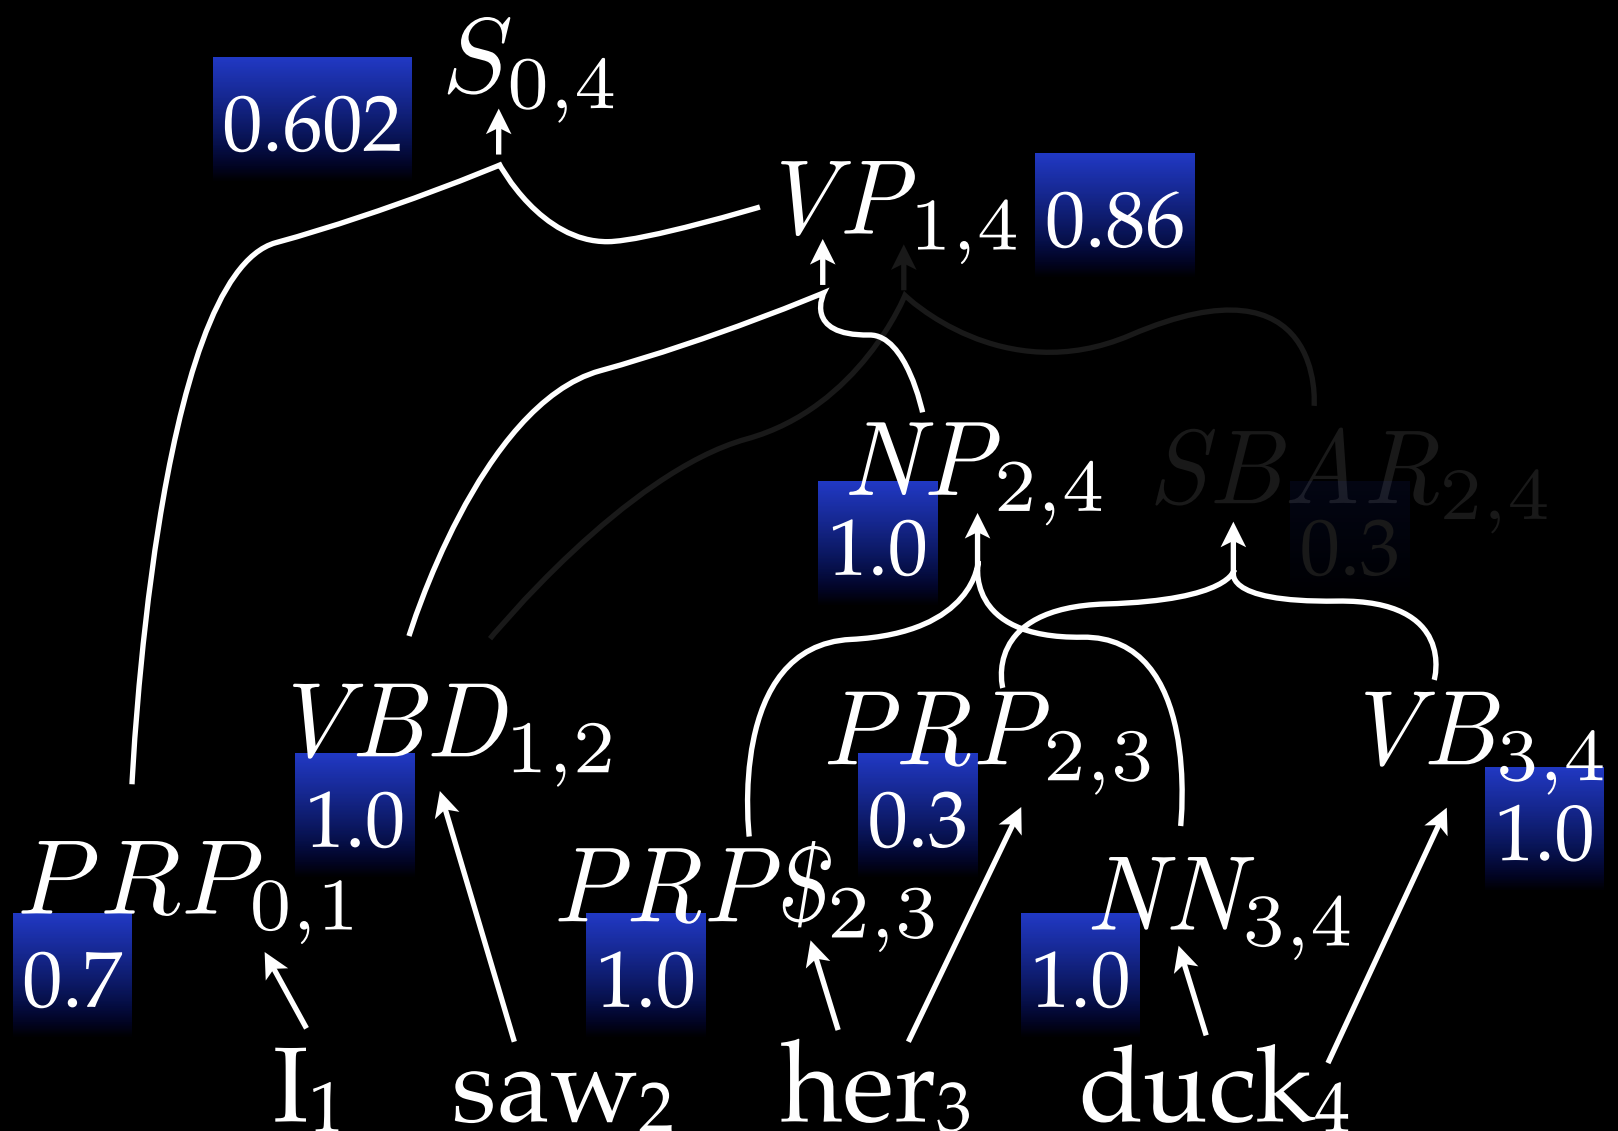 S0,4
0.602
VP1,4 0.86
NP2,4 SBAR2,4
1.0 0.3
VBD1,2 PRP2,3 VB3,4
1.0 0.3 1.0
PRP0,1 PRP$2,3 NN3,4
0.7 1.0 1.0
I1 saw2 her3 duck4